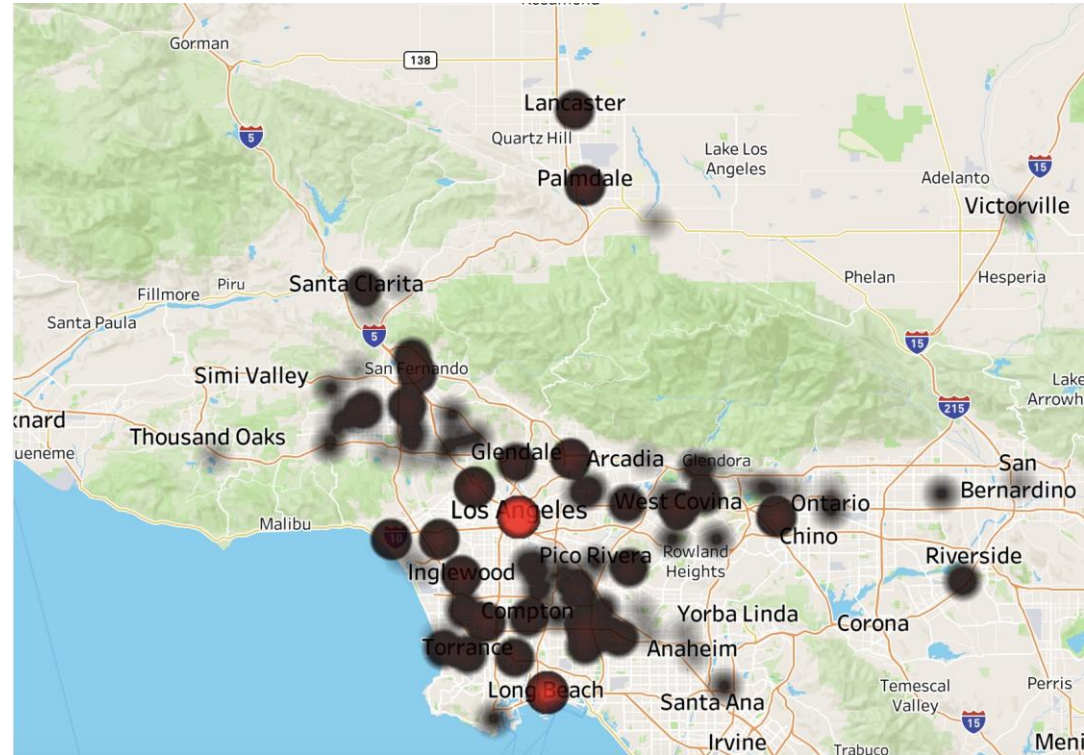 Gorman
138
5
Lancaster
Quartz Hill
Lake Los
Angeles
15
Adelanto
Palmdale
Victorville
Santa Clarita
Piru
Fillmore
Phelan
Hesperia
Santa Paula
5
15
San Fernando
Simi Valley
Lake
Arrowh
215
xnard
ueneme
Thousand Oaks
Glendale
Arcadia
Glendora
San
Bernardino
West Covina
Ontario
Los Angeles
Malibu
10
Chino
Pico Rivera
Rowland
Heights
Riverside
Inglewood
Compton
Yorba Linda
Corona
Torrance
Anaheim
Long Beach
Santa Ana
Temescal
Valley
Perris
15
Irvine
Trabuco
Meni